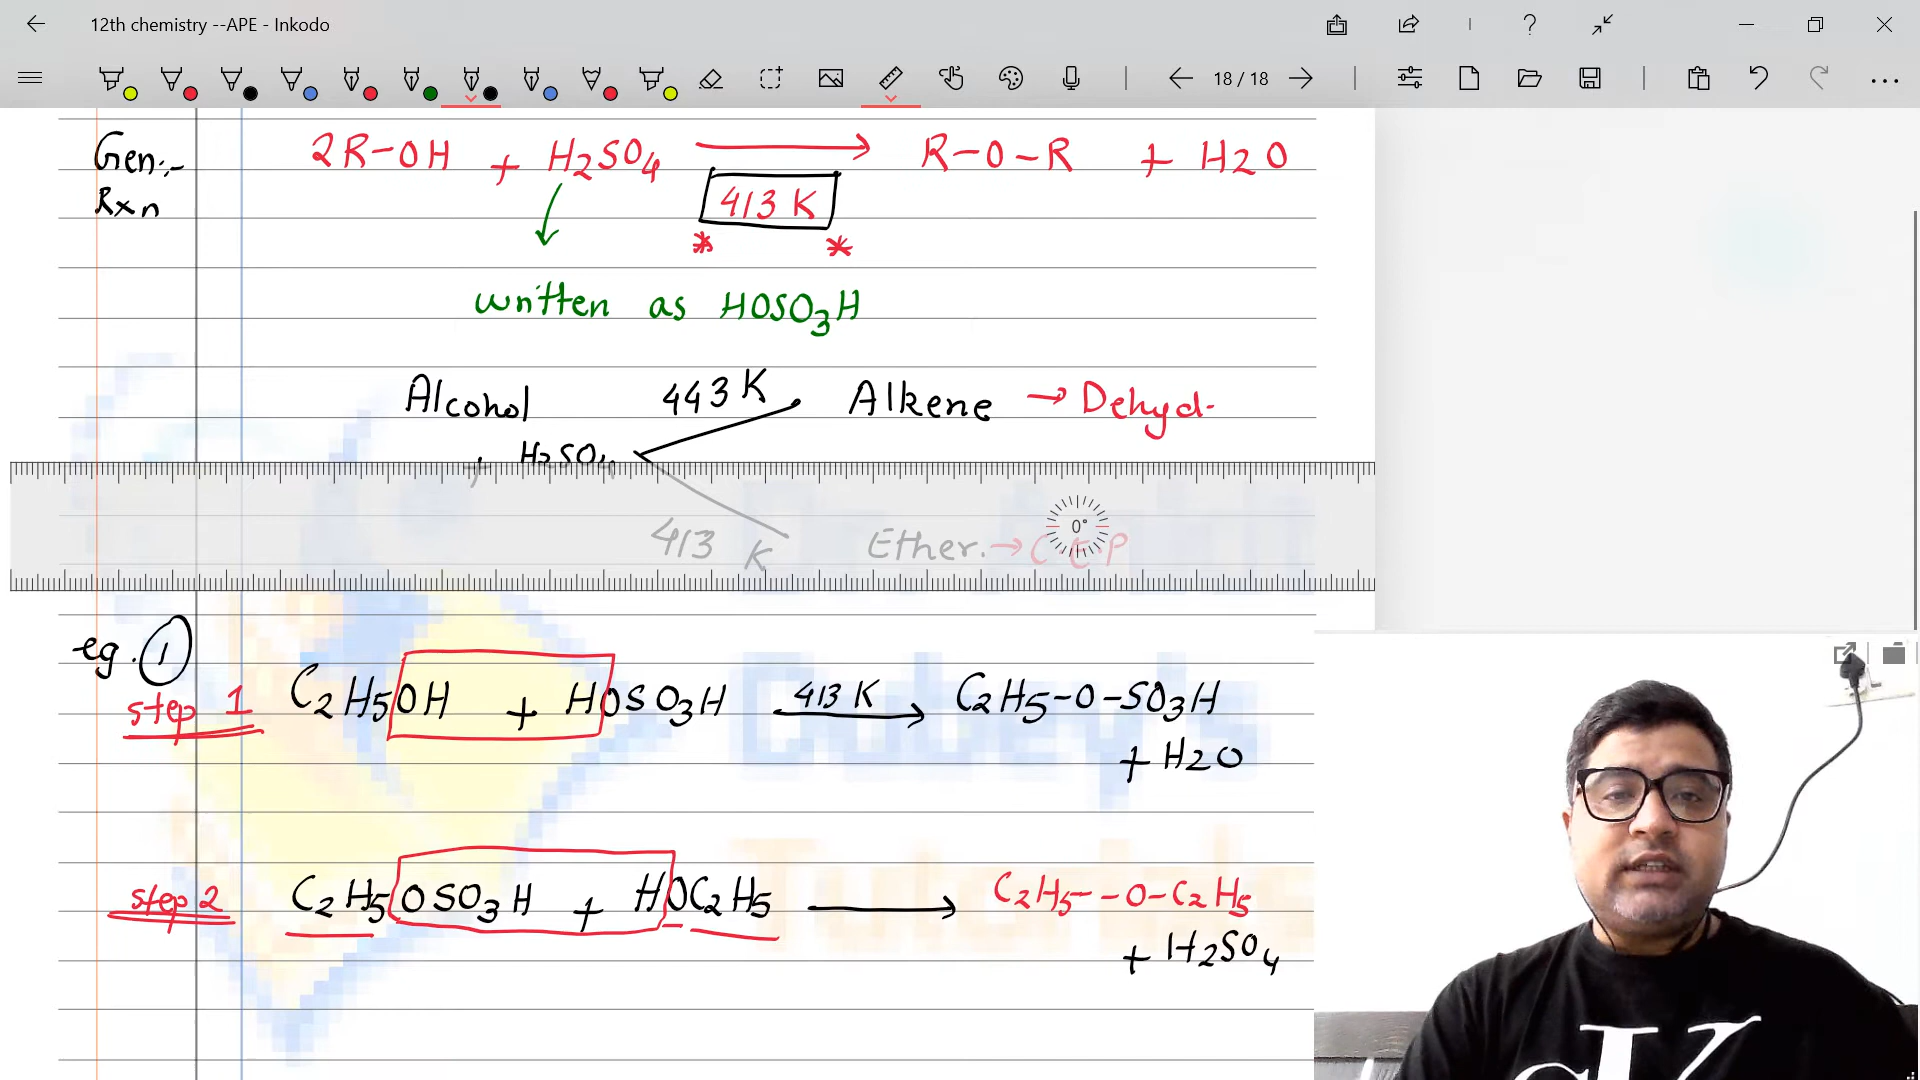 12th chemistry --APE - Inkodo
18 / 18
Gen:-
Rxn
2R-OH + H2SO4 → R-O-R + H2O
413 K
* *
written as HOSO3H
Alcohol 443 K Alkene → Dehyd-
+ H2SO4
0°
413 K Ether. → C E P
eg. 1
step 1 C2H5OH + HOSO3H 413 K → C2H5-O-SO3H
+ H2O
Dubey's
Tutorials
step 2 C2H5OSO3H + HOC2H5 → C2H5--O-C2H5
+ H2SO4